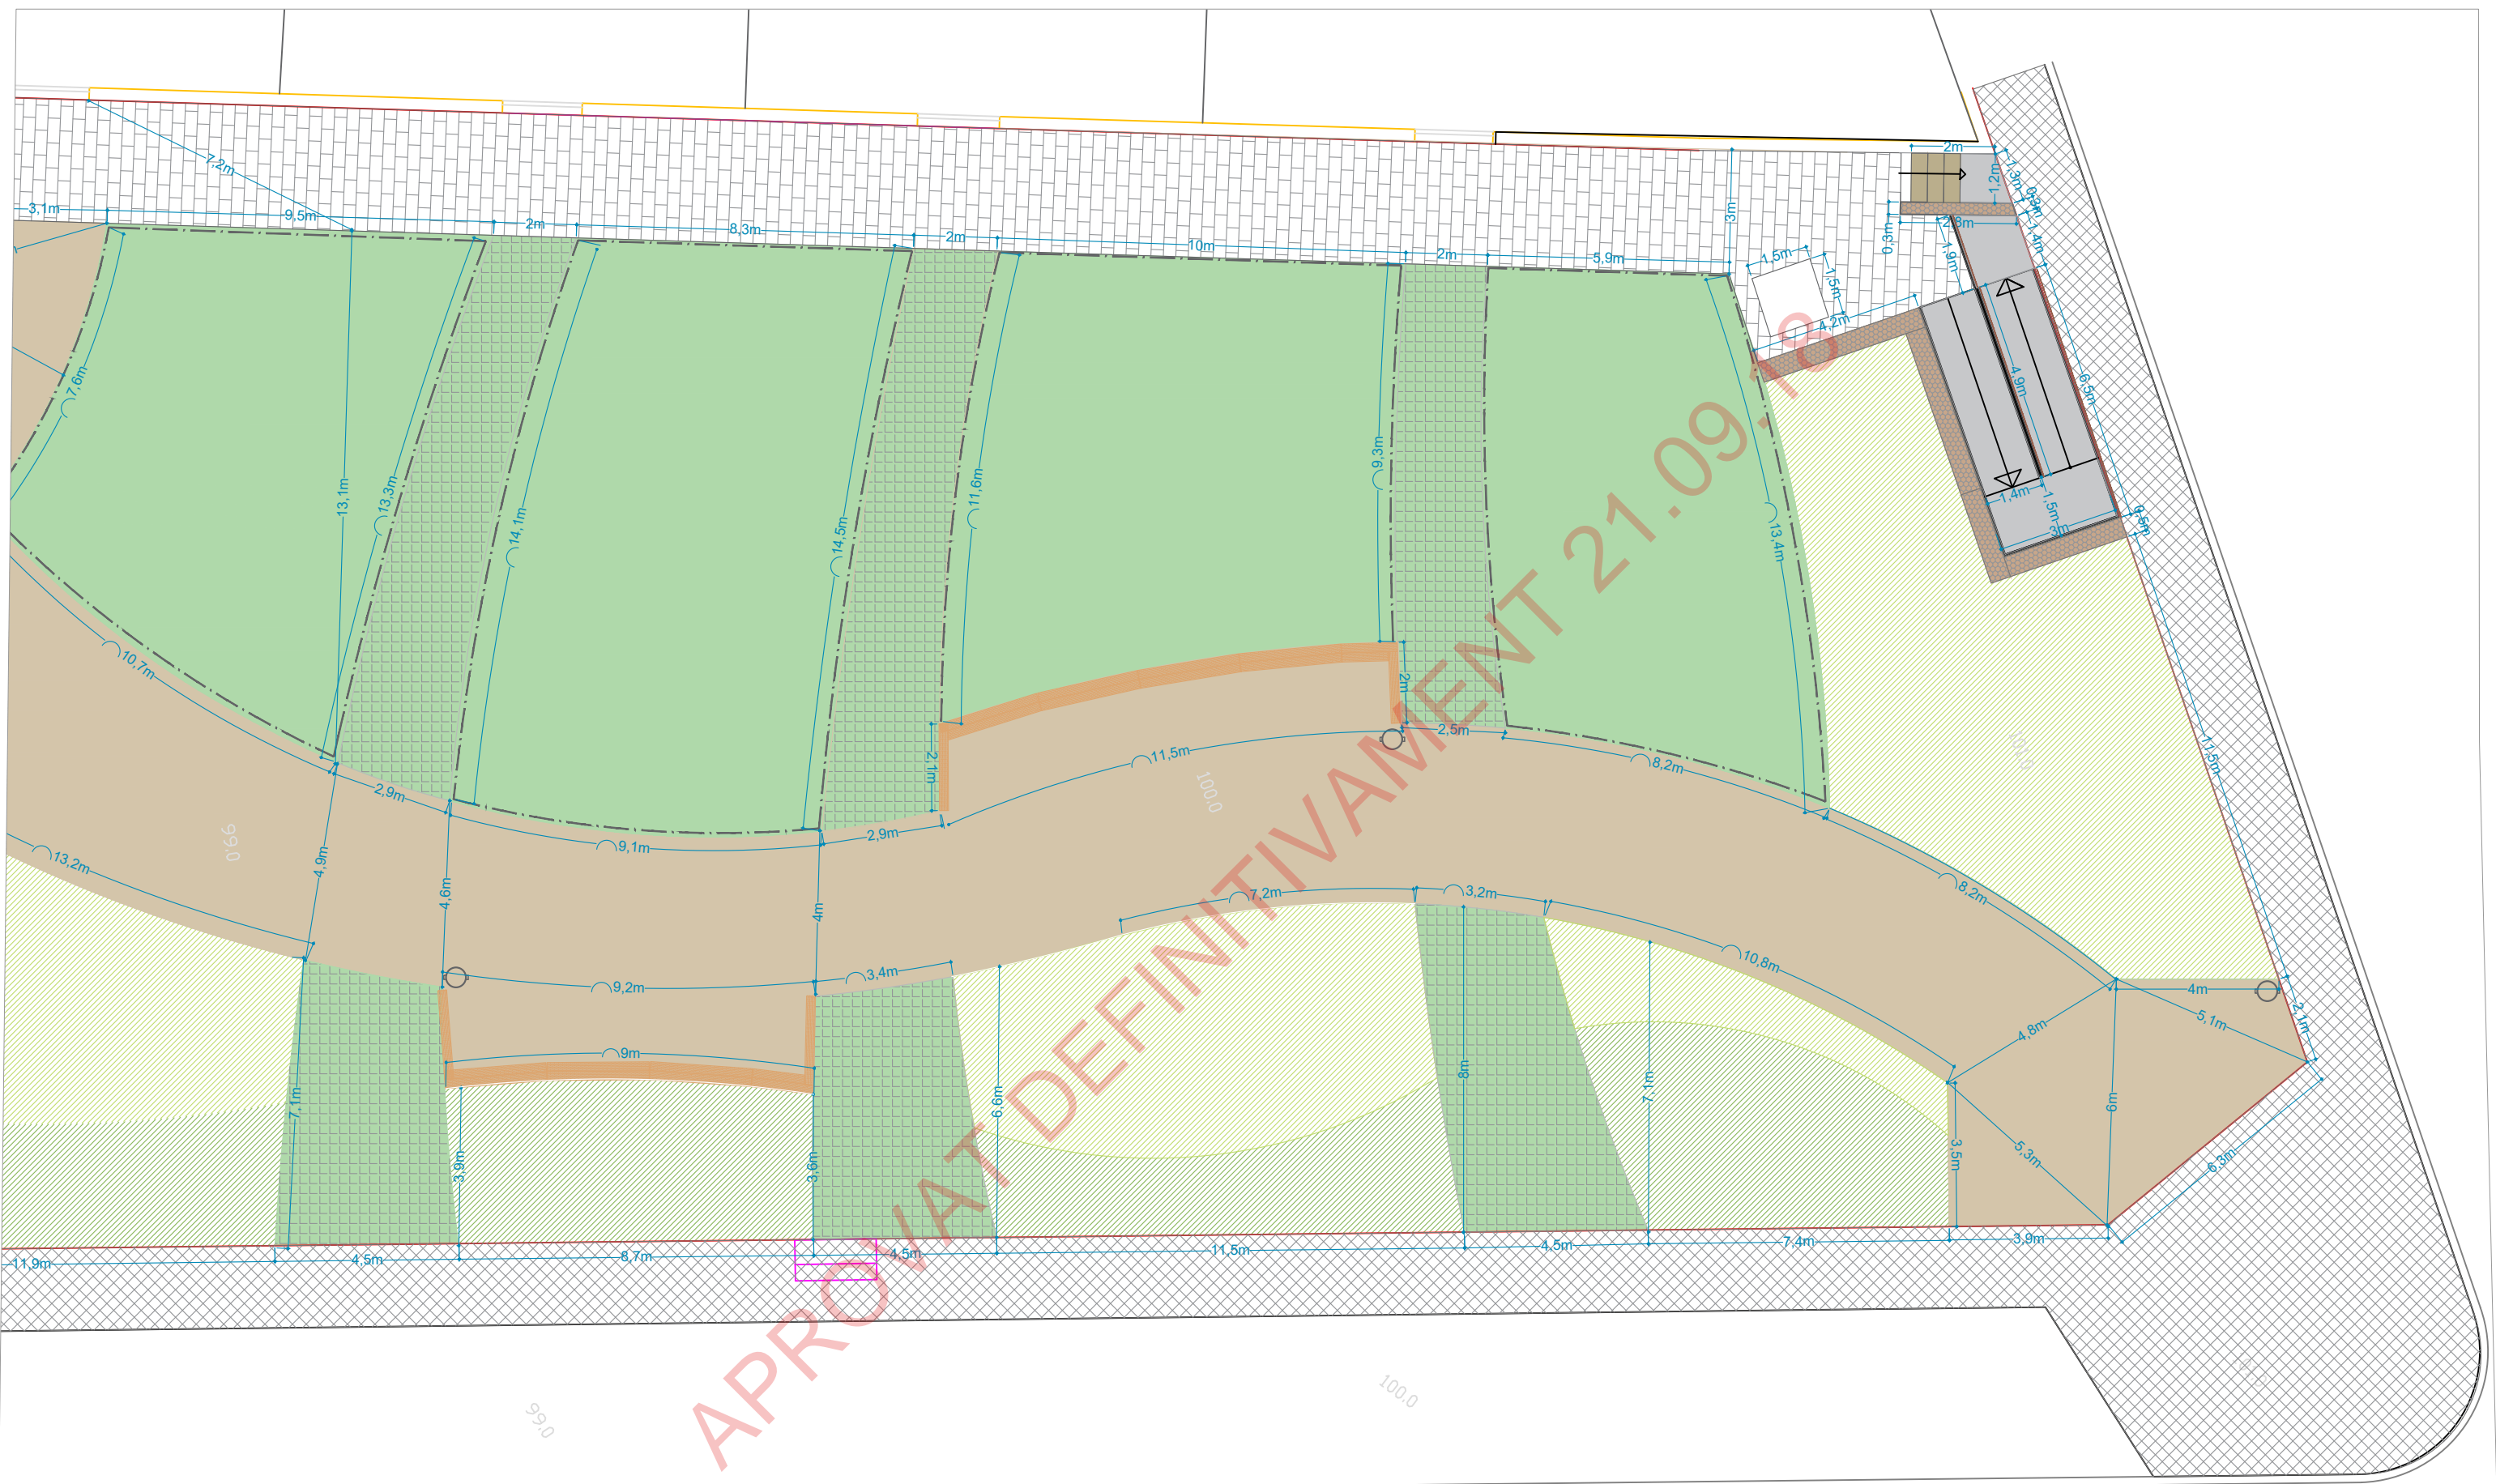 2m
1,3m
1,2m
0,3m
7,2m
3,1m
9,5m
2m
8,3m
2m
10m
2m
5,9m
3m
0,3m
2,8m
1,4m
1,9m
1,5m
1,5m
4,2m
7,6m
13,1m
13,3m
14,1m
14,5m
11,6m
9,3m
13,4m
4,9m
6,5m
1,4m
1,5m
3m
0,5m
10,7m
2m
2,5m
11,5m
8,2m
2,1m
2,9m
9,1m
2,9m
100.0
101.0
11,5m
99.0
13,2m
4,9m
4,6m
4m
7,2m
3,2m
8,2m
10,8m
3,4m
9,2m
4m
2,1m
5,1m
4,8m
9m
7,1m
6,6m
8m
7,1m
6m
3,9m
3,6m
3,5m
5,3m
6,3m
11,9m
4,5m
8,7m
4,5m
11,5m
4,5m
7,4m
3,9m
99.0
100.0
APROVAT DEFINITIVAMENT 21.09.18